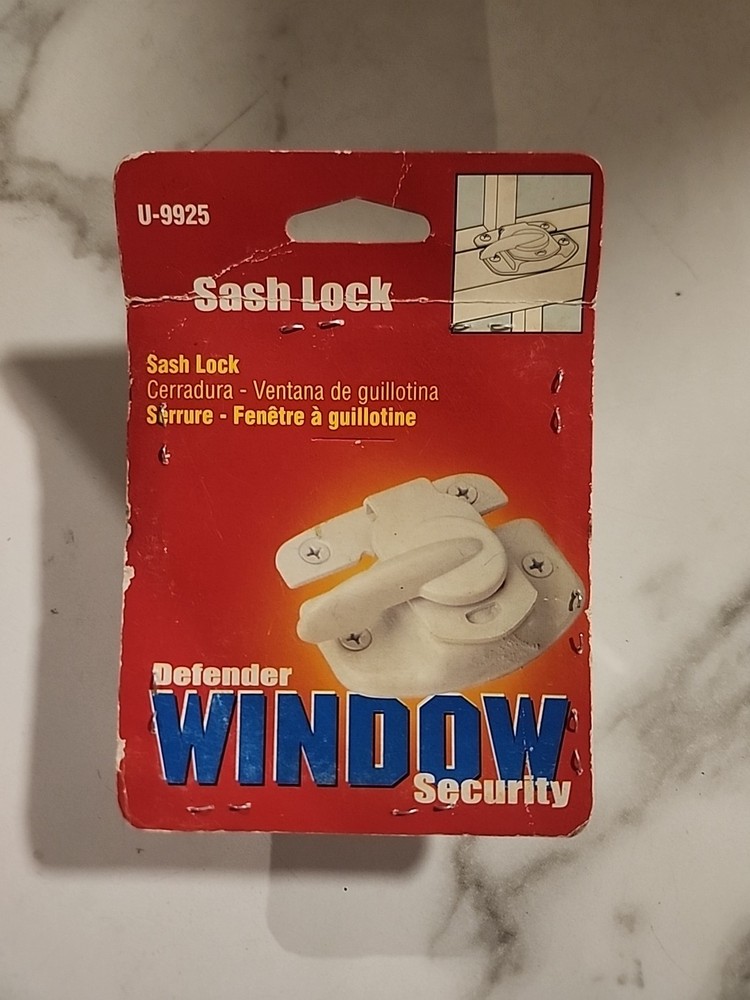 U-9925
Sash Lock
Sash Lock
Cerradura - Ventana de guillotina
Serrure - Fenêtre à guillotine
Defender
WINDOW
Security